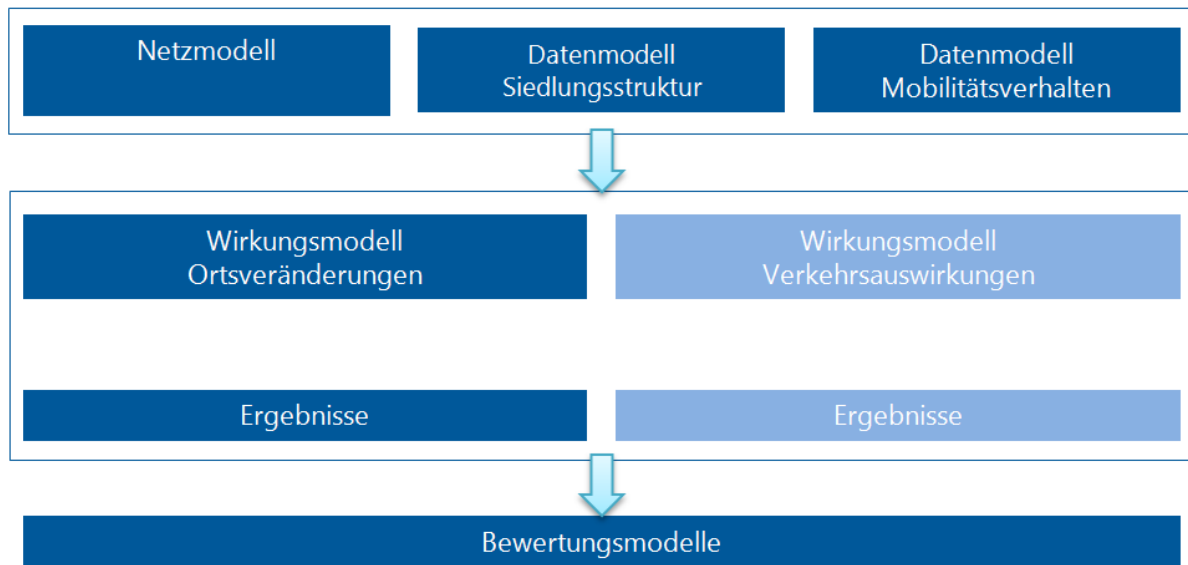 Netzmodell
Datenmodell
Siedlungsstruktur
Datenmodell
Mobilitätsverhalten
Wirkungsmodell
Ortsveränderungen
Wirkungsmodell
Verkehrsauswirkungen
Ergebnisse
Ergebnisse
Bewertungsmodelle